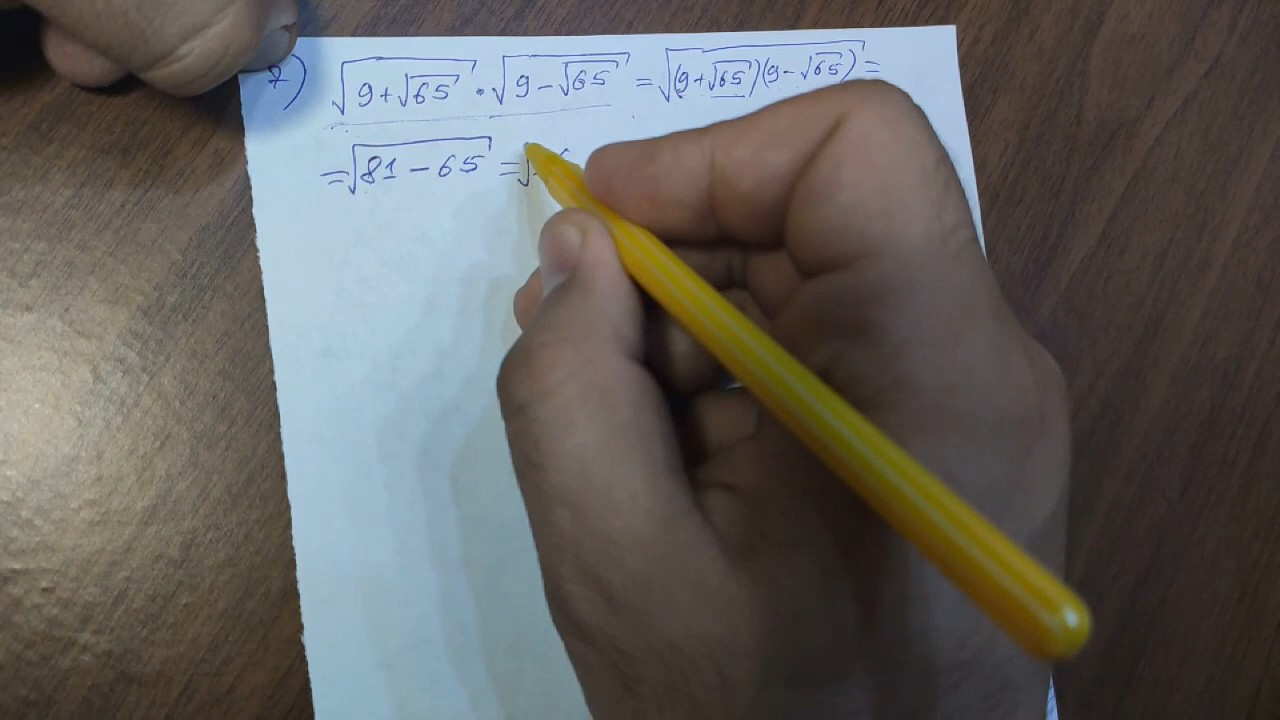 7) √(9+√65) · √(9-√65) = √((9+√65)(9-√65)) =
= √(81-65) = √